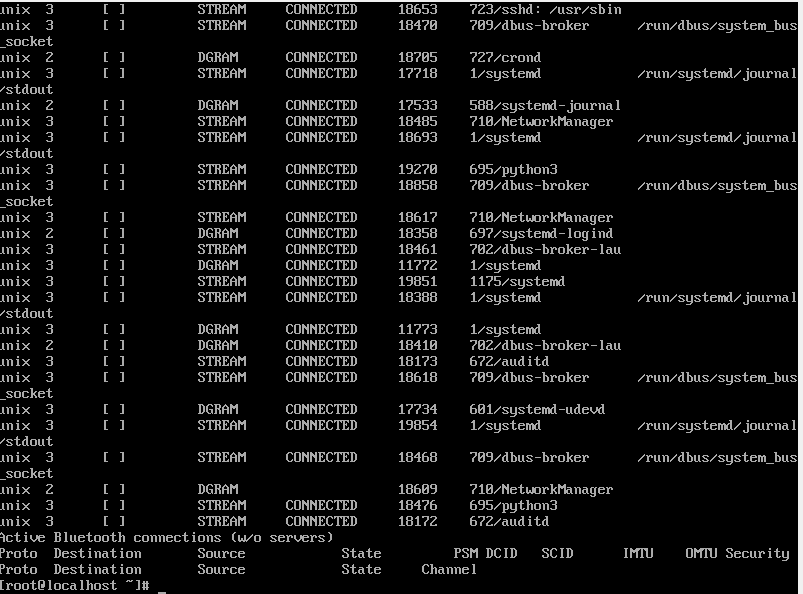 unix  3      [ ]         STREAM     CONNECTED     18653    723/sshd: /usr/sbin
unix  3      [ ]         STREAM     CONNECTED     18470    709/dbus-broker      /run/dbus/system_bus
_socket
unix  2      [ ]         DGRAM      CONNECTED     18705    727/crond
unix  3      [ ]         STREAM     CONNECTED     17718    1/systemd            /run/systemd/journal
/stdout
unix  2      [ ]         DGRAM      CONNECTED     17533    588/systemd-journal
unix  3      [ ]         STREAM     CONNECTED     18485    710/NetworkManager
unix  3      [ ]         STREAM     CONNECTED     18693    1/systemd            /run/systemd/journal
/stdout
unix  3      [ ]         STREAM     CONNECTED     19270    695/python3
unix  3      [ ]         STREAM     CONNECTED     18858    709/dbus-broker      /run/dbus/system_bus
_socket
unix  3      [ ]         STREAM     CONNECTED     18617    710/NetworkManager
unix  2      [ ]         DGRAM      CONNECTED     18358    697/systemd-logind
unix  3      [ ]         STREAM     CONNECTED     18461    702/dbus-broker-lau
unix  3      [ ]         DGRAM      CONNECTED     11772    1/systemd
unix  3      [ ]         STREAM     CONNECTED     19851    1175/systemd
unix  3      [ ]         STREAM     CONNECTED     18388    1/systemd            /run/systemd/journal
/stdout
unix  3      [ ]         DGRAM      CONNECTED     11773    1/systemd
unix  2      [ ]         DGRAM      CONNECTED     18410    702/dbus-broker-lau
unix  3      [ ]         STREAM     CONNECTED     18173    672/auditd
unix  3      [ ]         STREAM     CONNECTED     18618    709/dbus-broker      /run/dbus/system_bus
_socket
unix  3      [ ]         DGRAM      CONNECTED     17734    601/systemd-udevd
unix  3      [ ]         STREAM     CONNECTED     19854    1/systemd            /run/systemd/journal
/stdout
unix  3      [ ]         STREAM     CONNECTED     18468    709/dbus-broker      /run/dbus/system_bus
_socket
unix  2      [ ]         DGRAM                    18609    710/NetworkManager
unix  3      [ ]         STREAM     CONNECTED     18476    695/python3
unix  3      [ ]         STREAM     CONNECTED     18172    672/auditd
Active Bluetooth connections (w/o servers)
Proto  Destination       Source            State         PSM DCID   SCID      IMTU    OMTU Security
Proto  Destination       Source            State     Channel
[root@localhost ~]# _